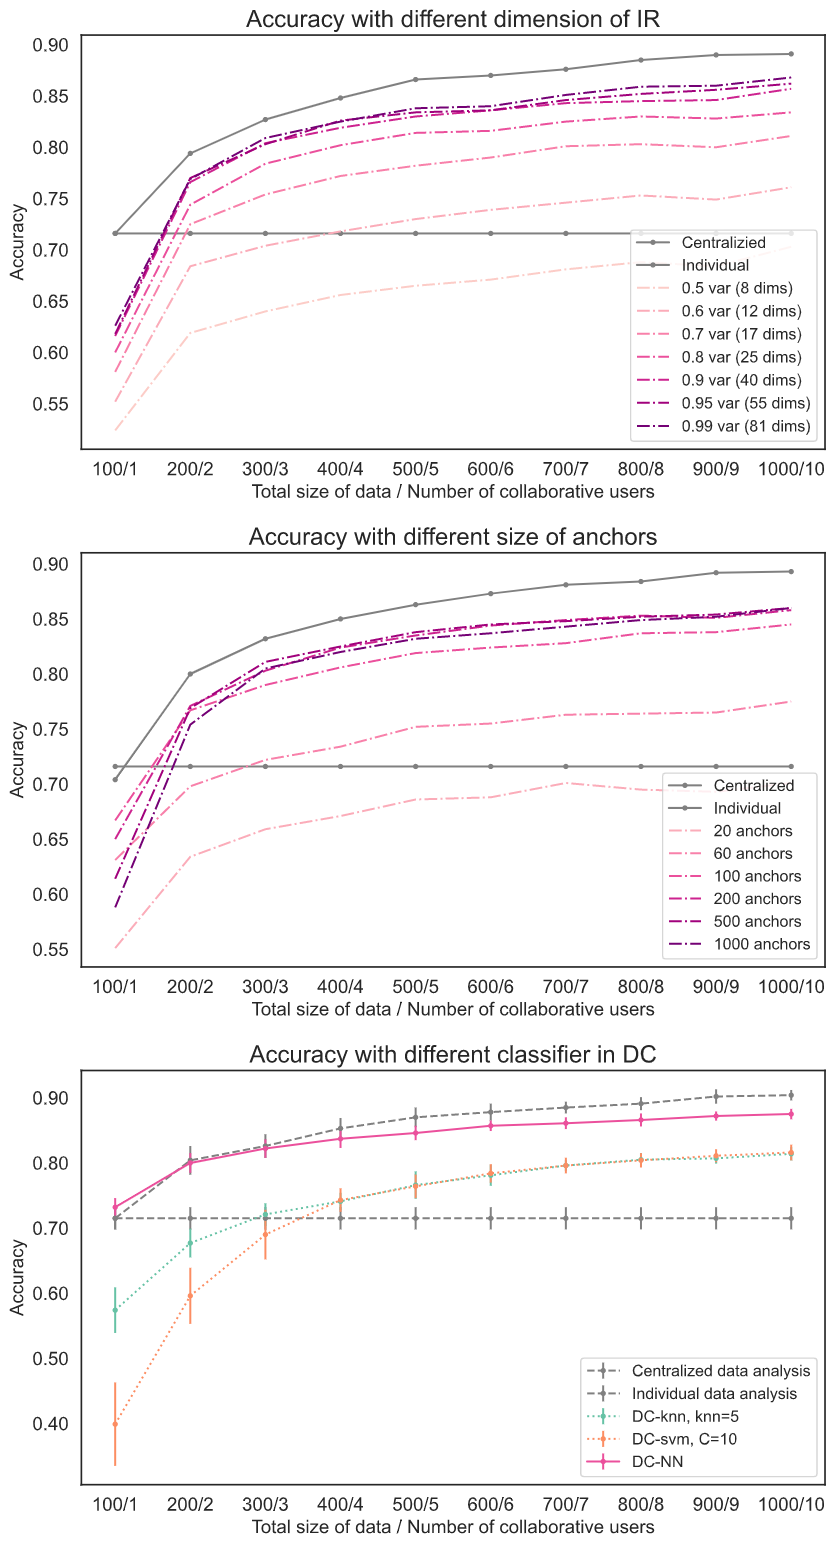 Accuracy with different dimension of IR
0.90
0.85
0.80
0.75
0.70
0.65
0.60
0.55
Accuracy
Centralizied
Individual
0.5 var (8 dims)
0.6 var (12 dims)
0.7 var (17 dims)
0.8 var (25 dims)
0.9 var (40 dims)
0.95 var (55 dims)
0.99 var (81 dims)
100/1 200/2 300/3 400/4 500/5 600/6 700/7 800/8 900/9 1000/10
Total size of data / Number of collaborative users
Accuracy with different size of anchors
0.90
0.85
0.80
0.75
0.70
0.65
0.60
0.55
Accuracy
Centralized
Individual
20 anchors
60 anchors
100 anchors
200 anchors
500 anchors
1000 anchors
100/1 200/2 300/3 400/4 500/5 600/6 700/7 800/8 900/9 1000/10
Total size of data / Number of collaborative users
Accuracy with different classifier in DC
0.90
0.80
0.70
0.60
0.50
0.40
Accuracy
Centralized data analysis
Individual data analysis
DC-knn, knn=5
DC-svm, C=10
DC-NN
100/1 200/2 300/3 400/4 500/5 600/6 700/7 800/8 900/9 1000/10
Total size of data / Number of collaborative users